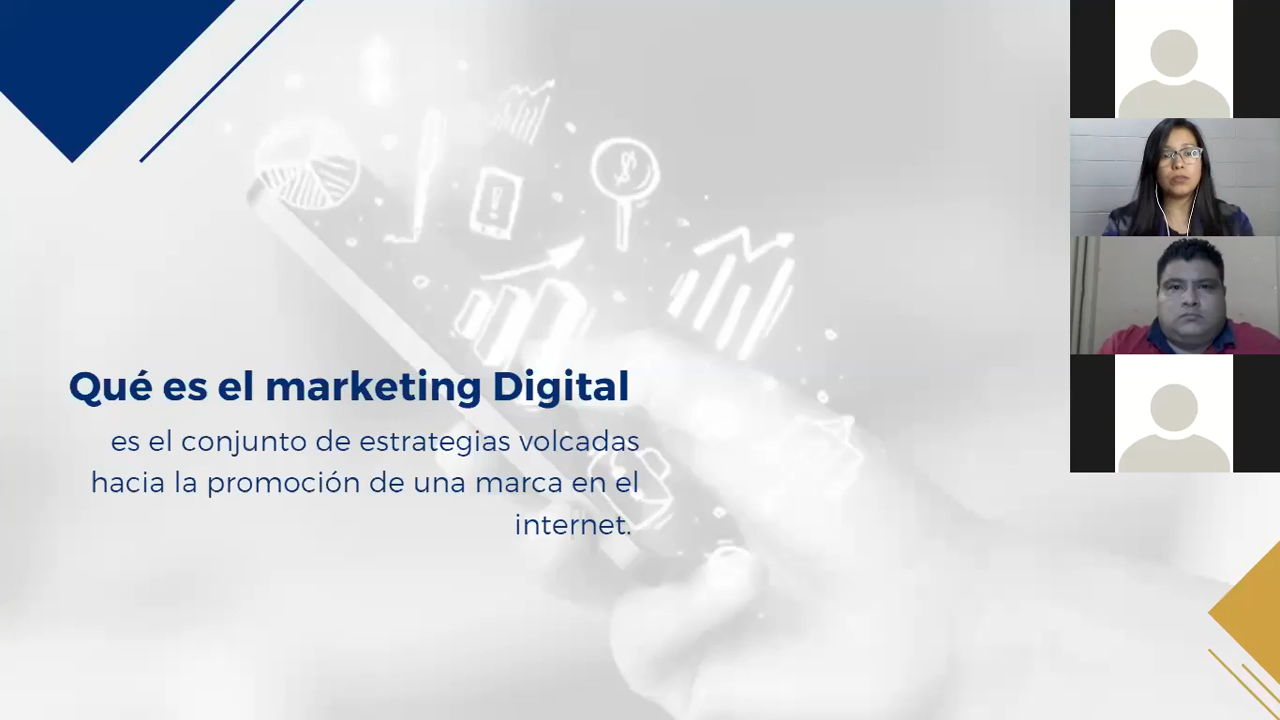 Qué es el marketing Digital
es el conjunto de estrategias volcadas
hacia la promoción de una marca en el
internet.